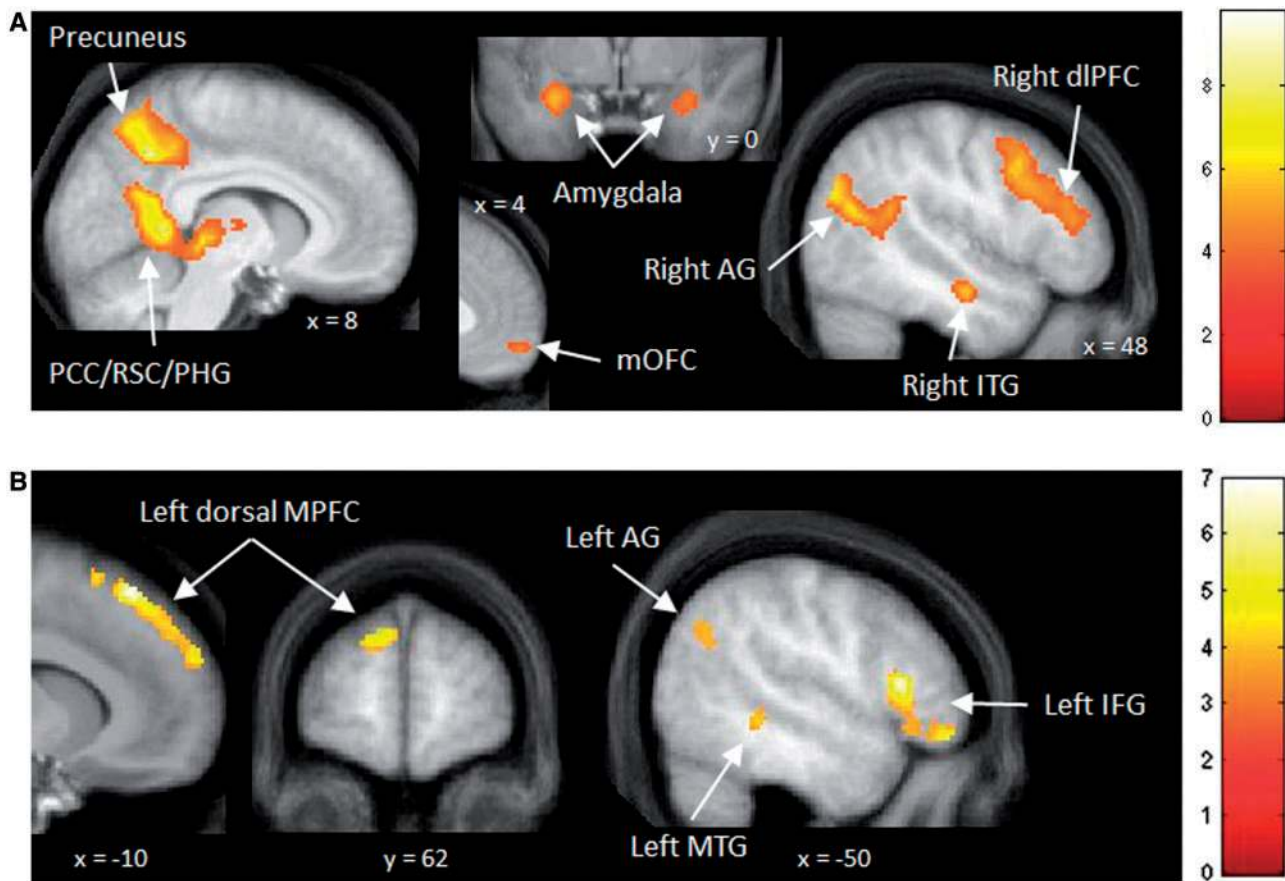 A
Precuneus
PCC/RSC/PHG
x = 8
y = 0
Amygdala
x = 4
mOFC
Right dlPFC
Right AG
Right ITG
x = 48
8
6
4
2
0
B
Left dorsal MPFC
x = -10
y = 62
Left AG
Left IFG
Left MTG
x = -50
7
6
5
4
3
2
1
0